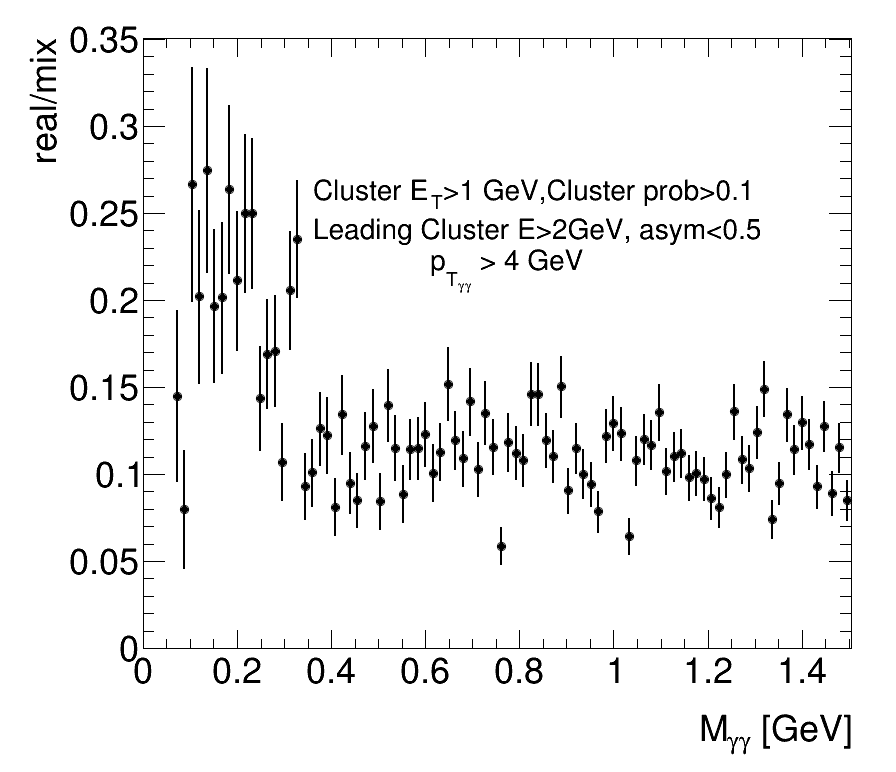 real/mix
0.35
0.3
0.25
0.2
0.15
0.1
0.05
0
Cluster E_T>1 GeV,Cluster prob>0.1
Leading Cluster E>2GeV, asym<0.5
p_Tγγ > 4 GeV
0 0.2 0.4 0.6 0.8 1 1.2 1.4
M_γγ [GeV]